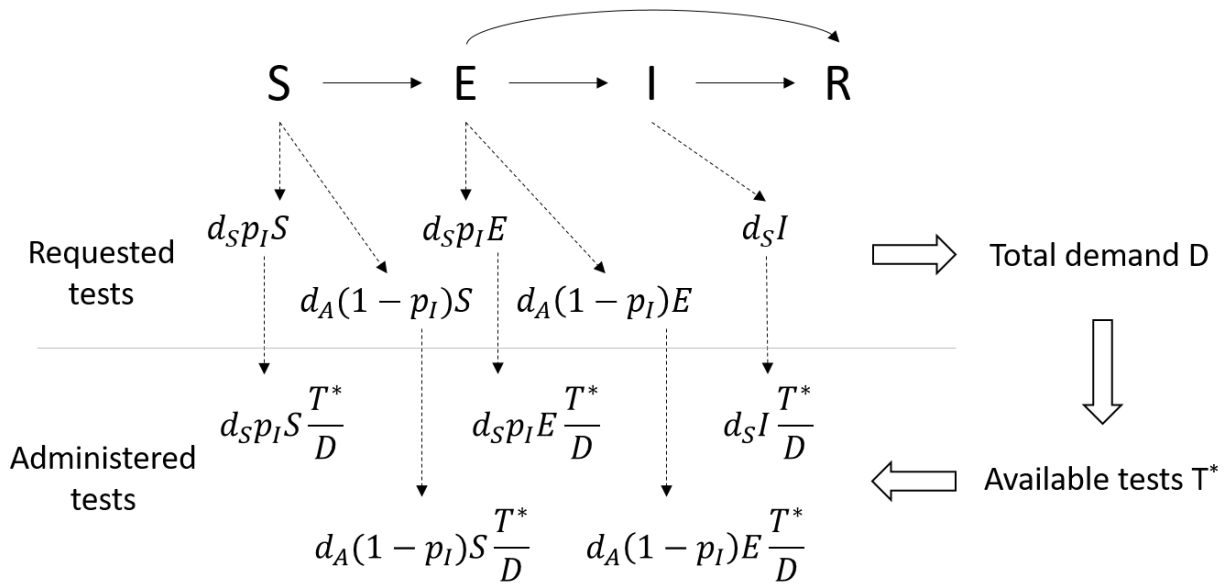 S E I R
Requested
tests
d_S p_I S d_S p_I E d_S I
Total demand D
d_A(1 − p_I)S d_A(1 − p_I)E
Administered
tests
d_S p_I S T*/D d_S p_I E T*/D d_S I T*/D
Available tests T*
d_A(1 − p_I)S T*/D d_A(1 − p_I)E T*/D